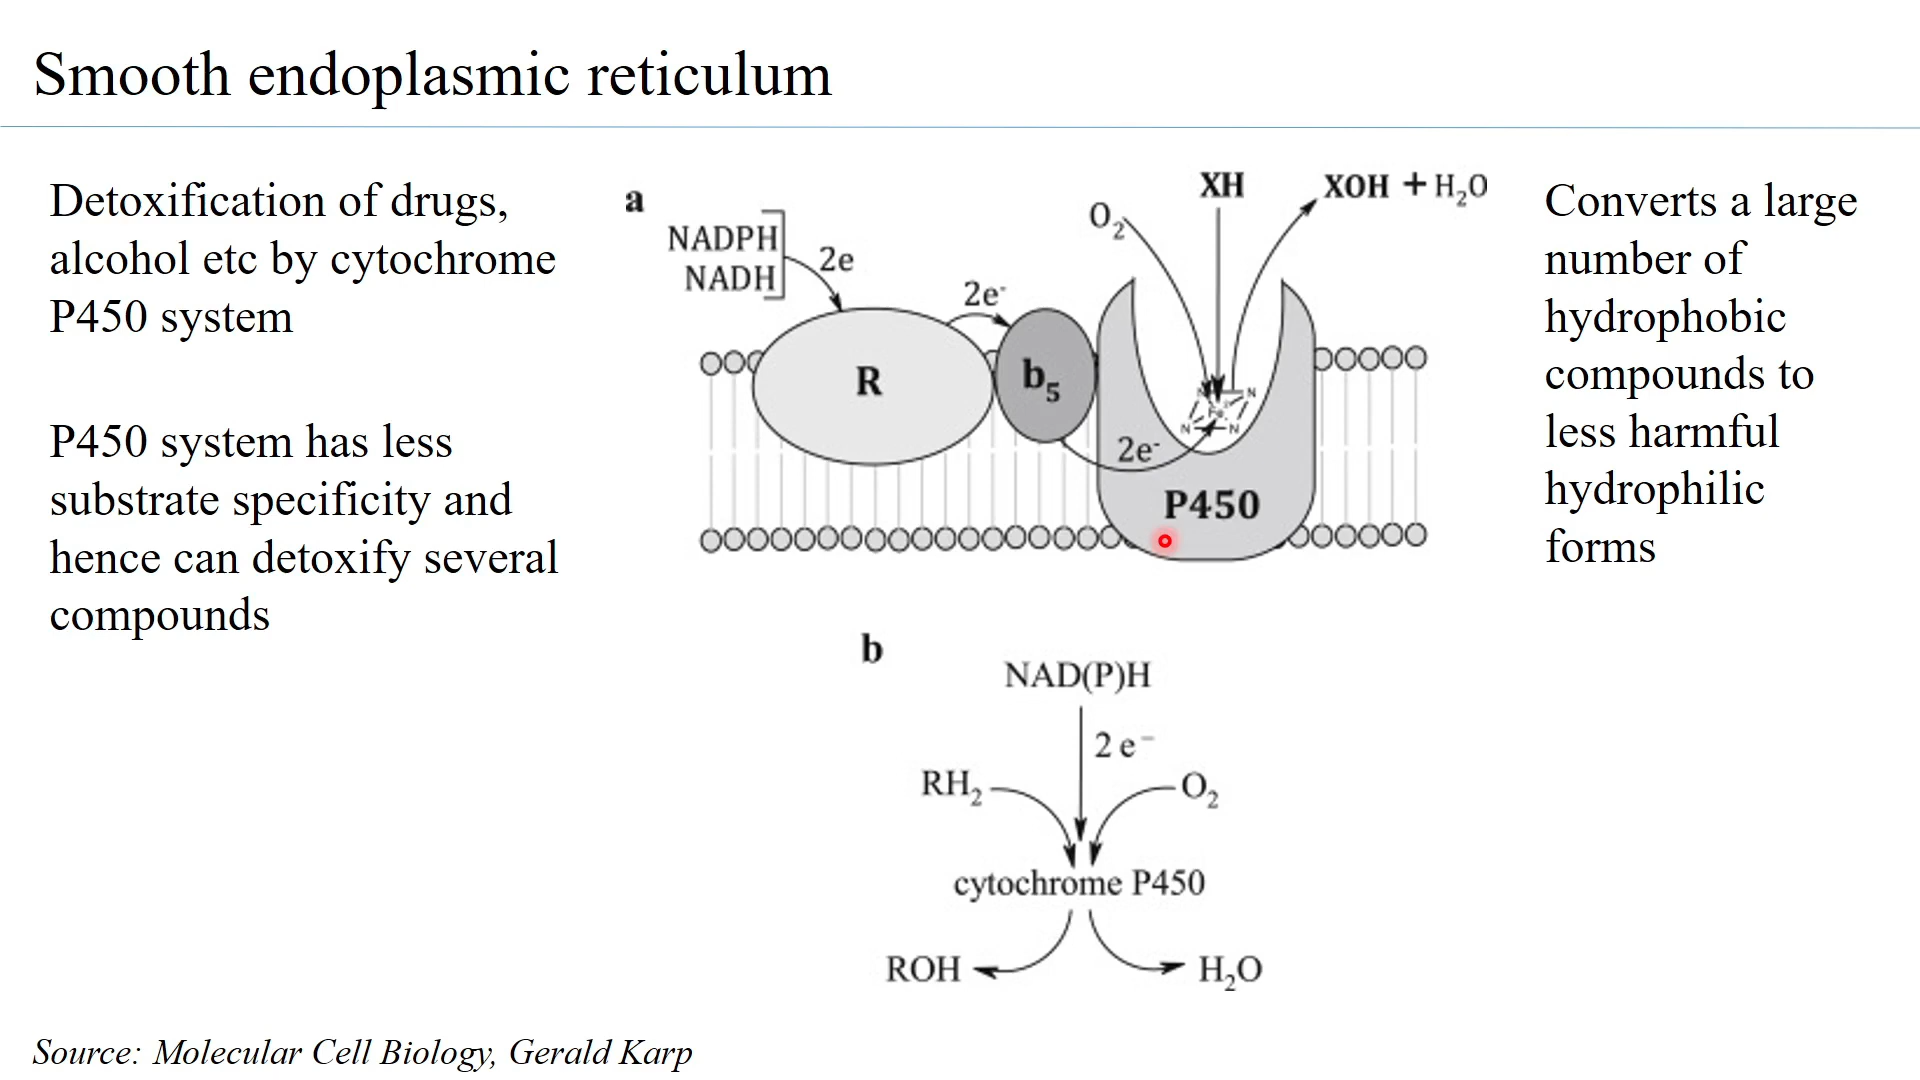 Smooth endoplasmic reticulum
Detoxification of drugs,
alcohol etc by cytochrome
P450 system
P450 system has less
substrate specificity and
hence can detoxify several
compounds
a
NADPH
NADH
2e
2e⁻
R
b₅
O₂
XH
XOH + H₂O
N
N
Fe
N
N
2e⁻
P450
b
NAD(P)H
2 e⁻
RH₂
O₂
cytochrome P450
ROH
H₂O
Converts a large
number of
hydrophobic
compounds to
less harmful
hydrophilic
forms
Source: Molecular Cell Biology, Gerald Karp